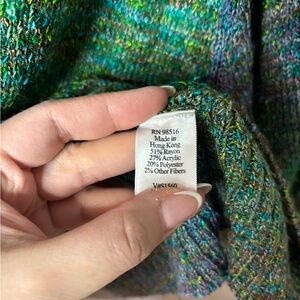 RN 98516
Made in
Hong Kong
51% Rayon
27% Acrylic
20% Polyester
2% Other Fibers